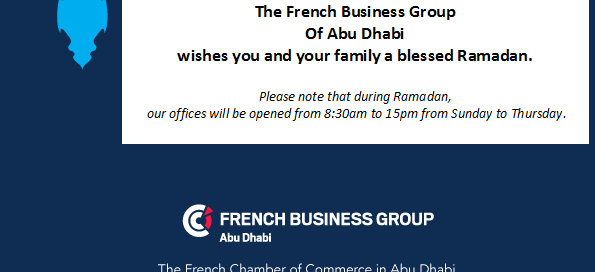 The French Business Group
Of Abu Dhabi
wishes you and your family a blessed Ramadan.
Please note that during Ramadan,
our offices will be opened from 8:30am to 15pm from Sunday to Thursday.
FRENCH BUSINESS GROUP
Abu Dhabi
The French Chamber of Commerce in Abu Dhabi